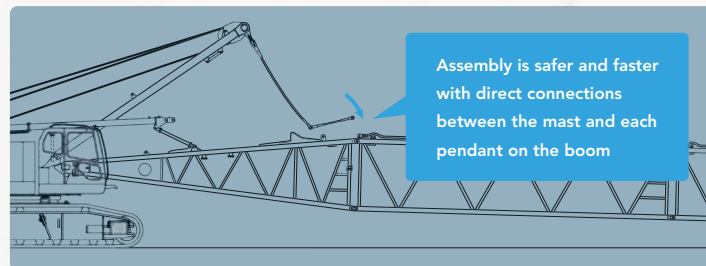 Assembly is safer and faster
with direct connections
between the mast and each
pendant on the boom